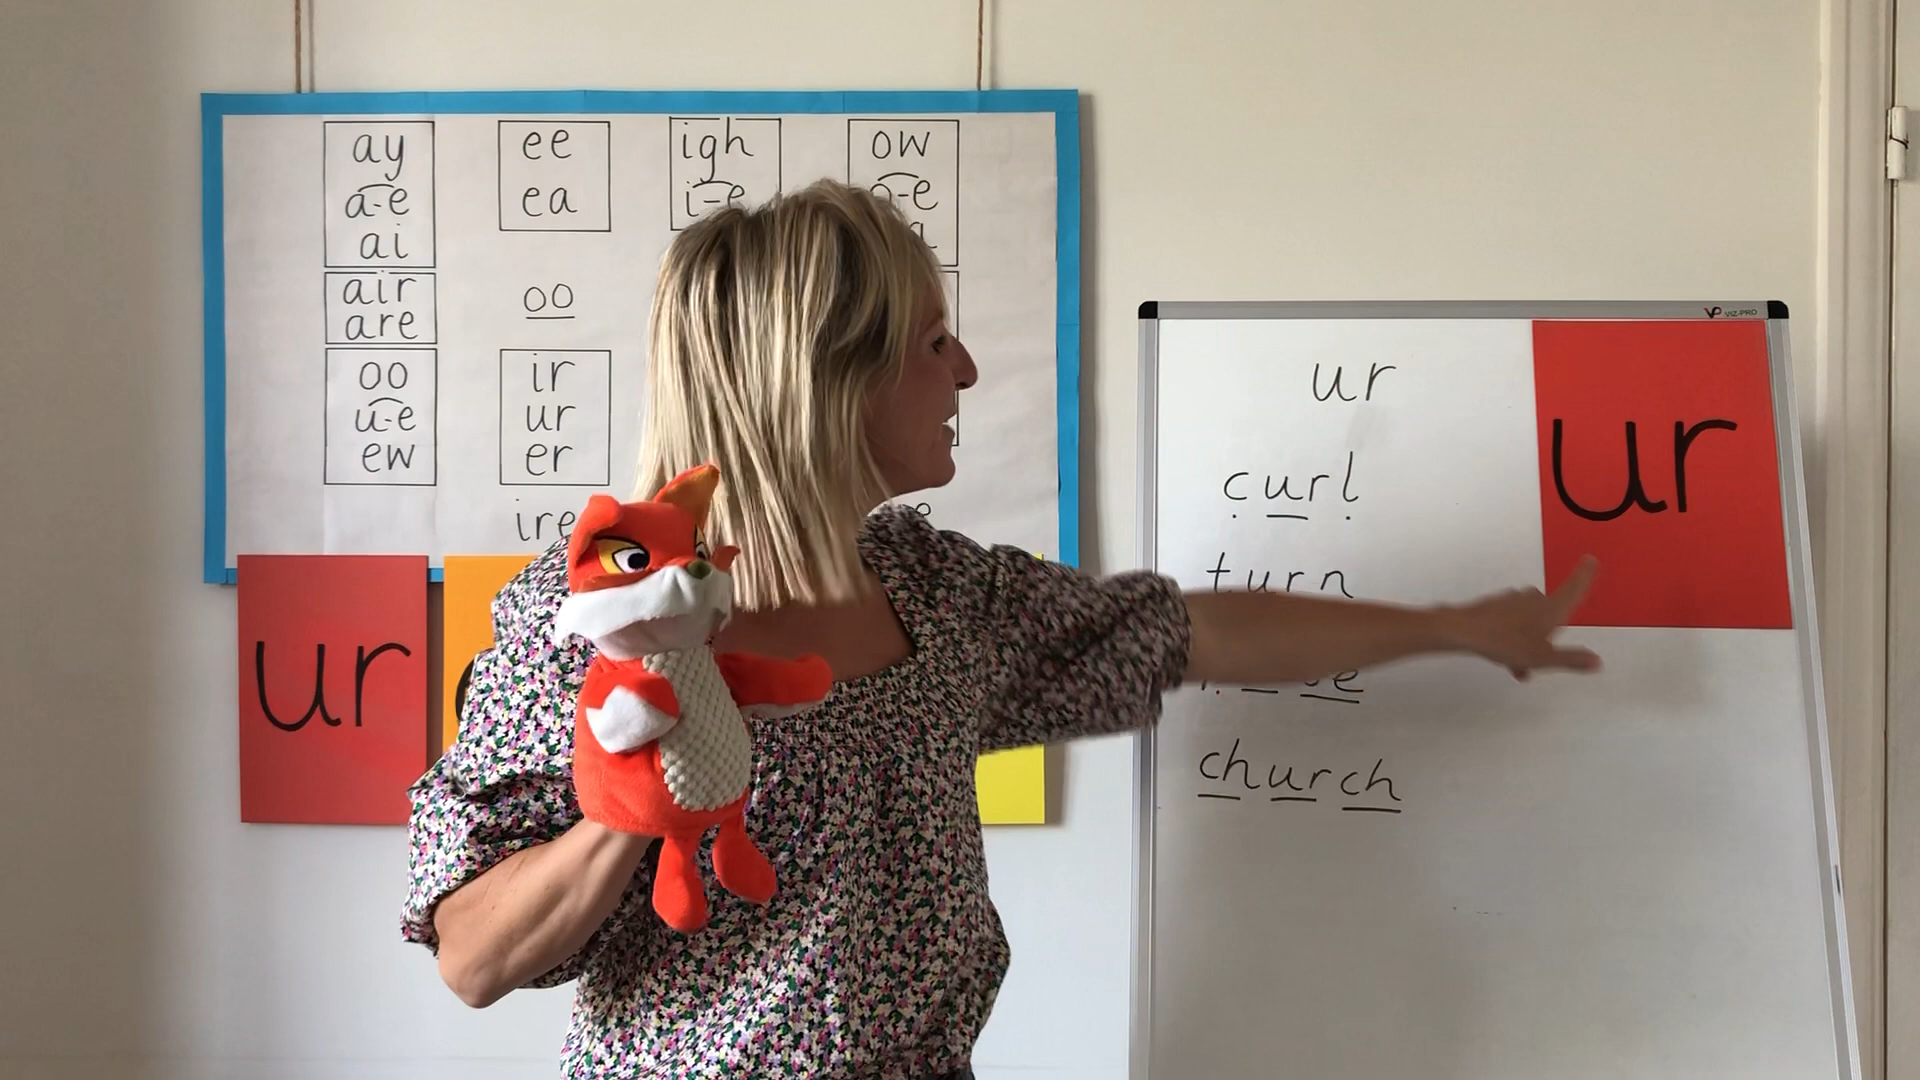 ay
a-e
ai
air
are
oo
u-e
ew
ee
ea
oo
ir
ur
er
ire
igh
i-e
ow
o-e
ur
VP VIZ-PRO
ur
curl
turn
church
ur